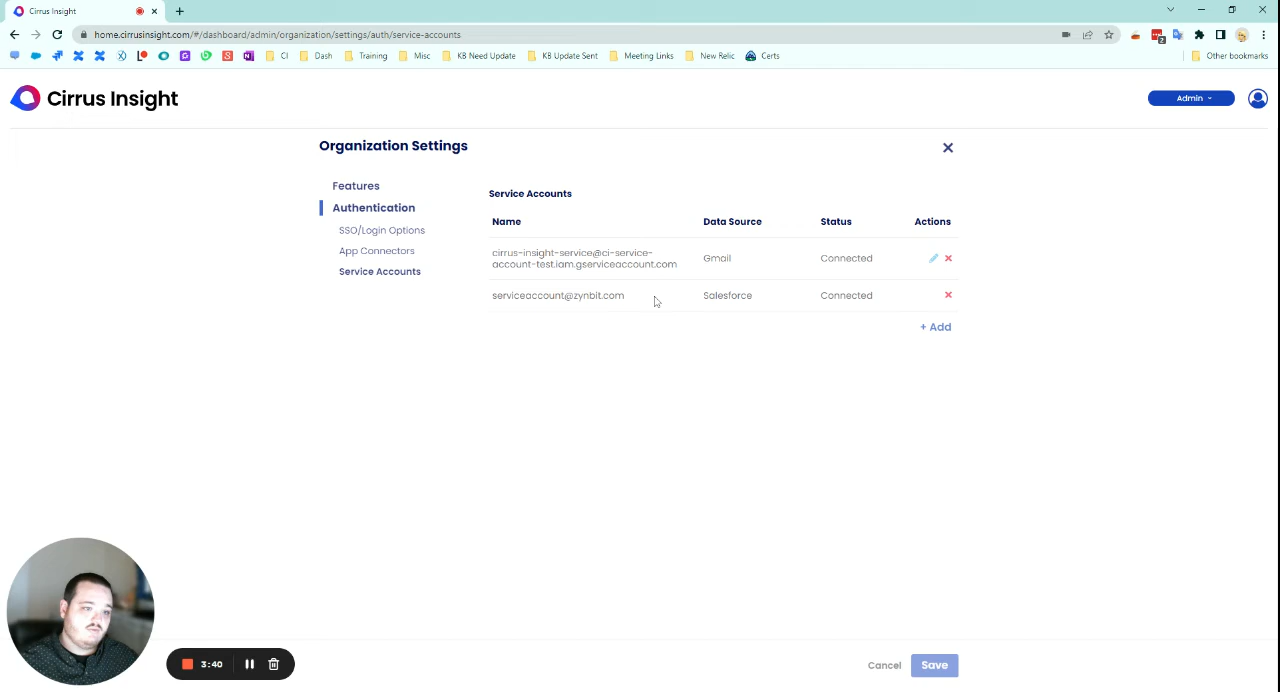 Cirrus Insight
home.cirrusinsight.com/#/dashboard/admin/organization/settings/auth/service-accounts
CI
Dash
Training
Misc
KB Need Update
KB Update Sent
Meeting Links
New Relic
Certs
Other bookmarks
Cirrus Insight
Admin
Organization Settings
Features
Authentication
SSO/Login Options
App Connectors
Service Accounts
Service Accounts
Name Data Source Status Actions
cirrus-insight-service@ci-service-
account-test.iam.gserviceaccount.com Gmail Connected
serviceaccount@zynbit.com Salesforce Connected
+ Add
3:40
Cancel Save